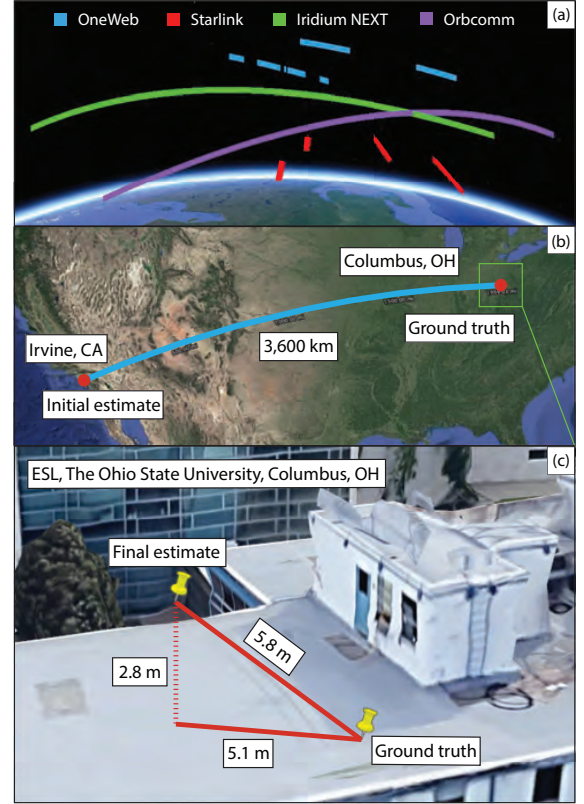 OneWeb Starlink Iridium NEXT Orbcomm (a)
(b)
Columbus, OH
Ground truth
3,600 km
Irvine, CA
Initial estimate
(c)
ESL, The Ohio State University, Columbus, OH
Final estimate
5.8 m
2.8 m
5.1 m
Ground truth